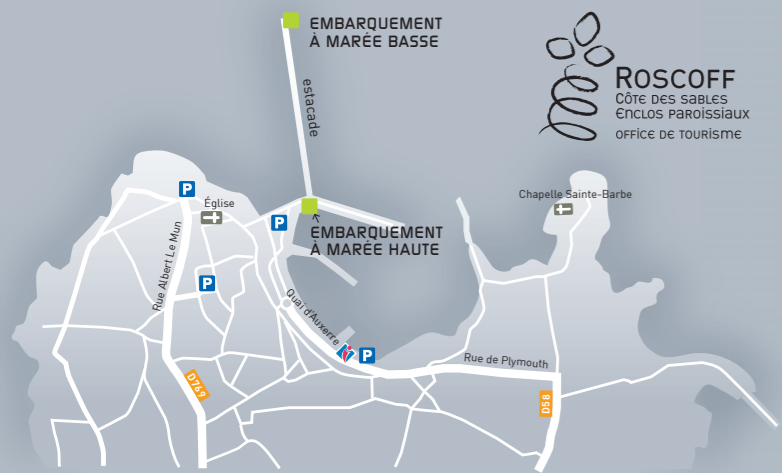 EMBARQUEMENT
À MARÉE BASSE
ROSCOFF
CÔTE DES SABLES
ENCLOS PAROISSIAUX
OFFICE DE TOURISME
estacade
P
Église
Chapelle Sainte-Barbe
P
EMBARQUEMENT
À MARÉE HAUTE
Rue Albert Le Mun
P
Quai d'Auxerre
P
Rue de Plymouth
D769
D58